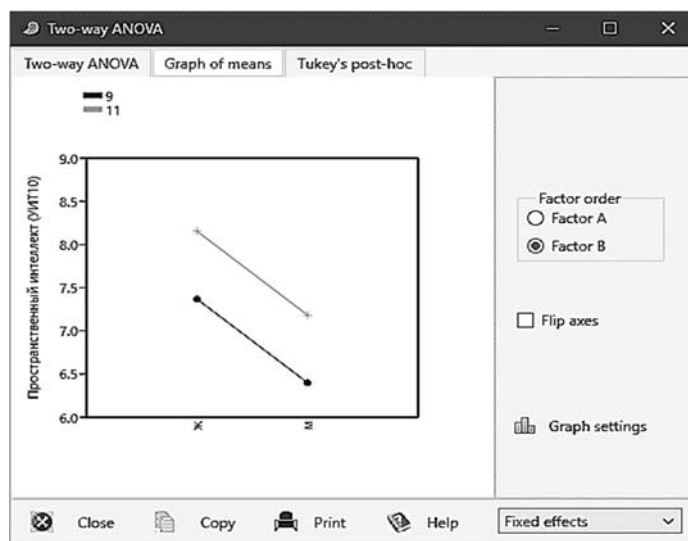 Two-way ANOVA
Two-way ANOVA Graph of means Tukey's post-hoc
9
11
Пространственный интеллект (УИТ10)
9.0
8.5
8.0
7.5
7.0
6.5
6.0
Ж
М
Factor order
Factor A
Factor B
Flip axes
Graph settings
Close Copy Print Help Fixed effects